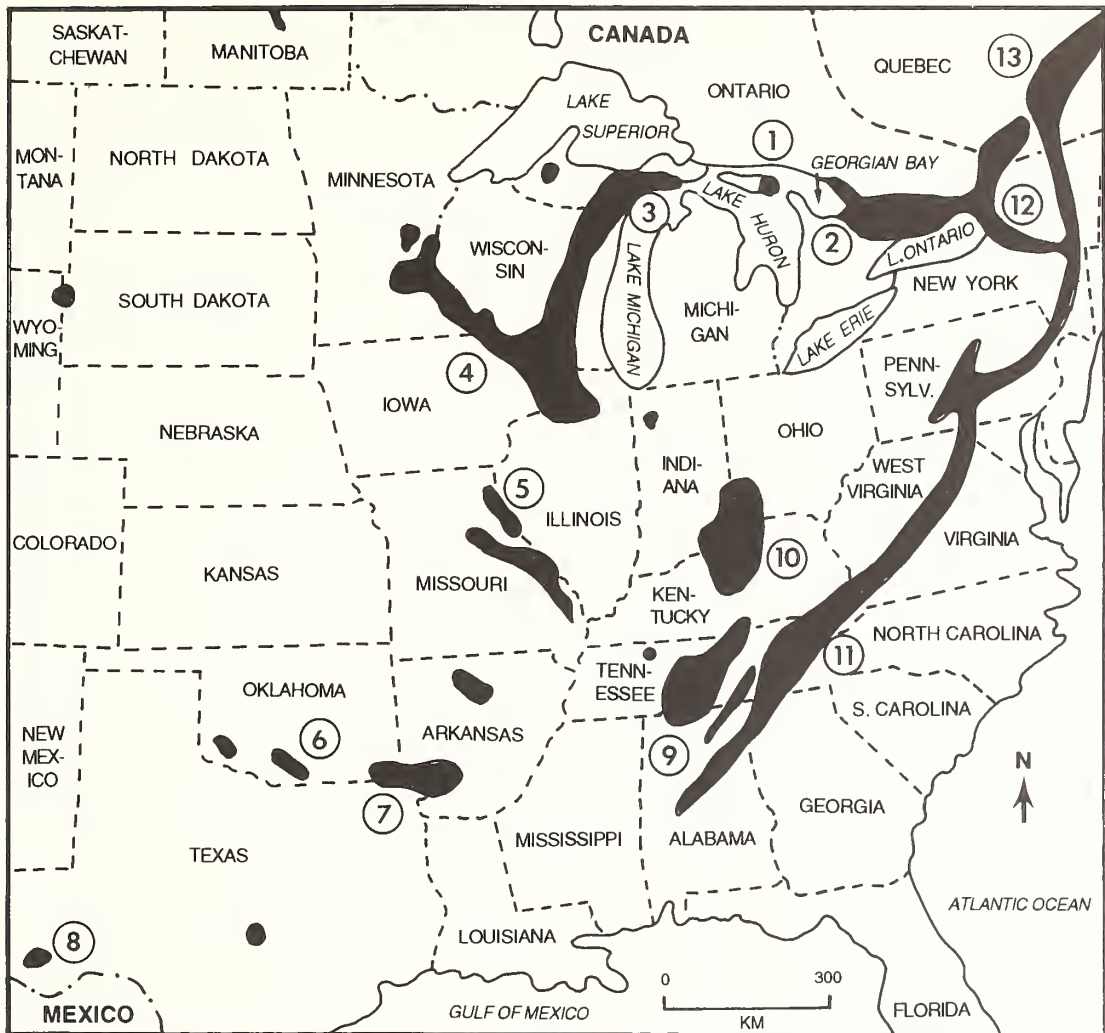 SASKAT-
CHEWAN
MANITOBA
CANADA
QUEBEC
13
ONTARIO
LAKE
SUPERIOR
1
GEORGIAN BAY
MON-
TANA
NORTH DAKOTA
MINNESOTA
3
LAKE
HURON
2
12
L. ONTARIO
WISCON-
SIN
LAKE MICHIGAN
NEW YORK
SOUTH DAKOTA
MICHI-
GAN
LAKE ERIE
WYO-
MING
4
PENN-
SYLV.
IOWA
NEBRASKA
OHIO
INDI-
ANA
WEST
VIRGINIA
5
ILLINOIS
COLORADO
VIRGINIA
KANSAS
MISSOURI
10
KEN-
TUCKY
NORTH CAROLINA
11
TENN-
ESSEE
OKLAHOMA
S. CAROLINA
NEW
MEX-
ICO
6
ARKANSAS
9
N
7
GEORGIA
MISSISSIPPI
ALABAMA
TEXAS
ATLANTIC OCEAN
8
LOUISIANA
0
300
KM
MEXICO
GULF OF MEXICO
FLORIDA